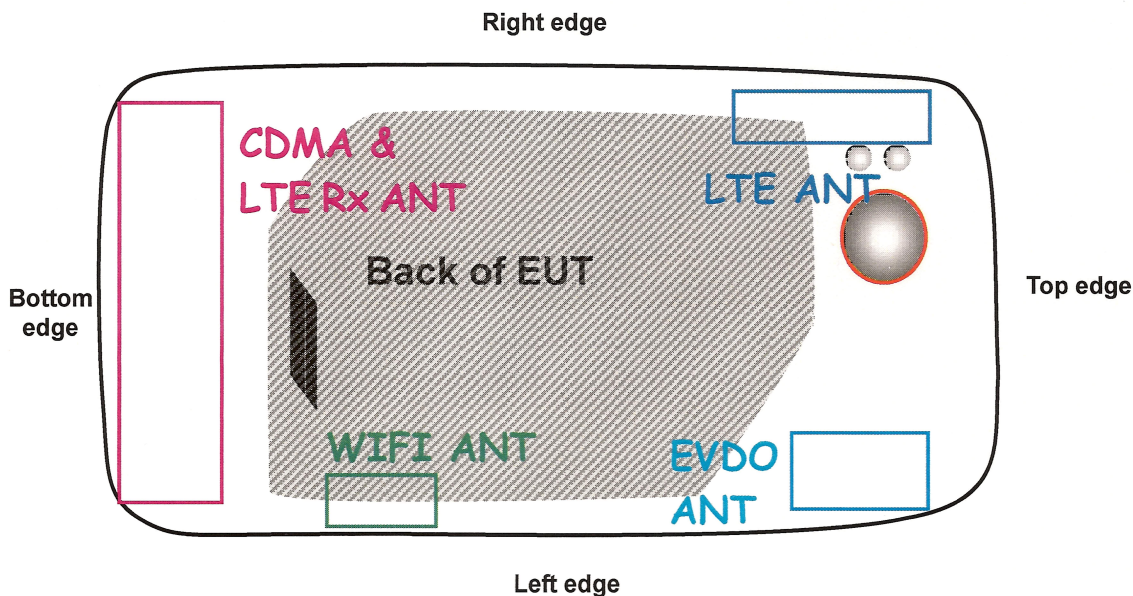 Right edge
CDMA &
LTE Rx ANT
LTE ANT
Back of EUT
Bottom
edge
Top edge
WIFI ANT
EVDO
ANT
Left edge